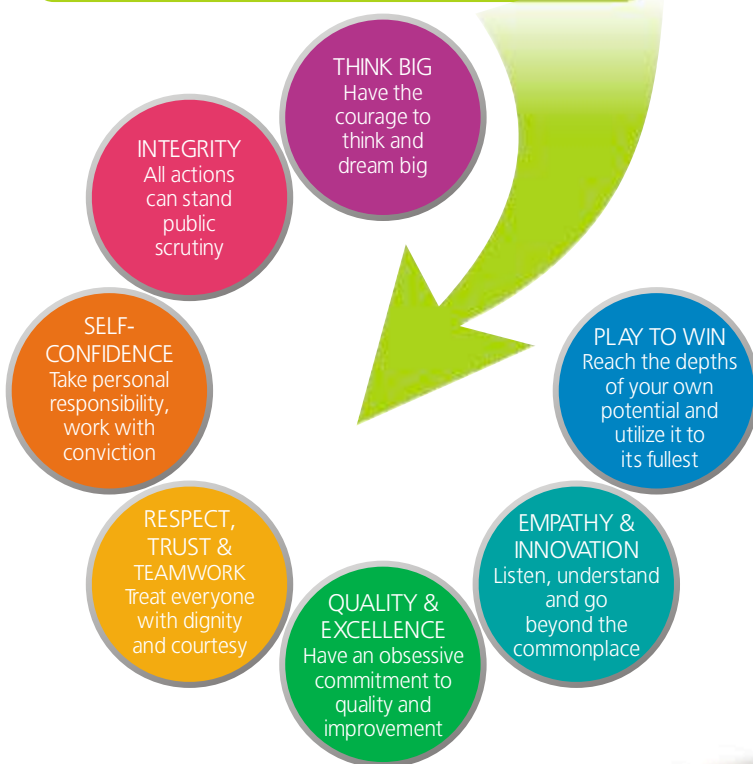 THINK BIG
Have the
courage to
think and
dream big
INTEGRITY
All actions
can stand
public
scrutiny
SELF-
CONFIDENCE
Take personal
responsibility,
work with
conviction
RESPECT,
TRUST &
TEAMWORK
Treat everyone
with dignity
and courtesy
QUALITY &
EXCELLENCE
Have an obsessive
commitment to
quality and
improvement
EMPATHY &
INNOVATION
Listen, understand
and go
beyond the
commonplace
PLAY TO WIN
Reach the depths
of your own
potential and
utilize it to
its fullest